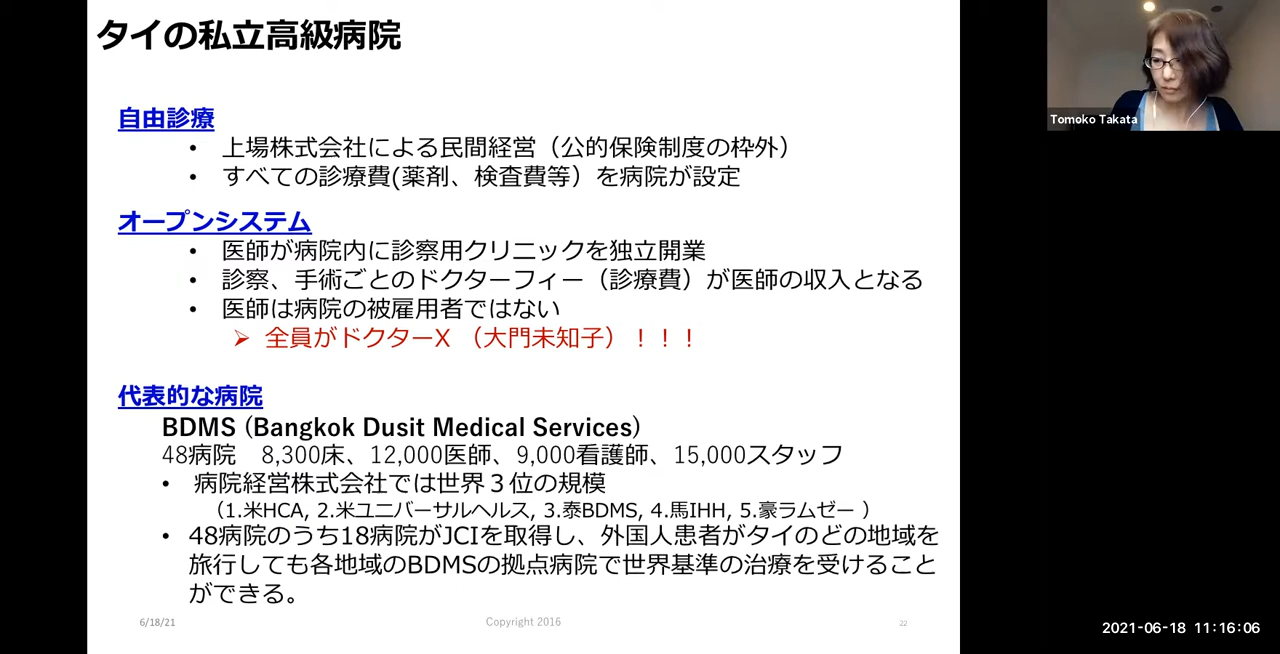 タイの私立高級病院
Tomoko Takata
自由診療
• 上場株式会社による民間経営（公的保険制度の枠外）
• すべての診療費(薬剤、検査費等）を病院が設定
オープンシステム
• 医師が病院内に診察用クリニックを独立開業
• 診察、手術ごとのドクターフィー（診療費）が医師の収入となる
• 医師は病院の被雇用者ではない
➢ 全員がドクターX （大門未知子）！！！
代表的な病院
BDMS (Bangkok Dusit Medical Services)
48病院　8,300床、12,000医師、9,000看護師、15,000スタッフ
• 病院経営株式会社では世界３位の規模
（1.米HCA, 2.米ユニバーサルヘルス, 3.泰BDMS, 4.馬IHH, 5.豪ラムゼー ）
• 48病院のうち18病院がJCIを取得し、外国人患者がタイのどの地域を
旅行しても各地域のBDMSの拠点病院で世界基準の治療を受けること
ができる。
6/18/21
Copyright 2016
22
2021-06-18 11:16:06